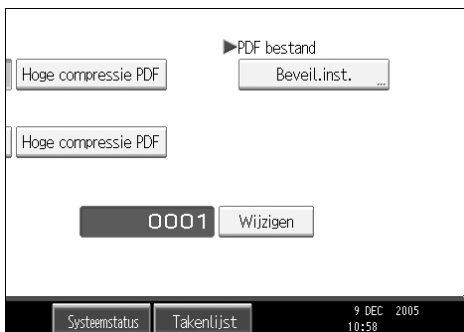 ▶PDF bestand
Hoge compressie PDF
Beveil.inst.
Hoge compressie PDF
0001
Wijzigen
Systeemstatus
Takenlijst
9 DEC 2005
10:58